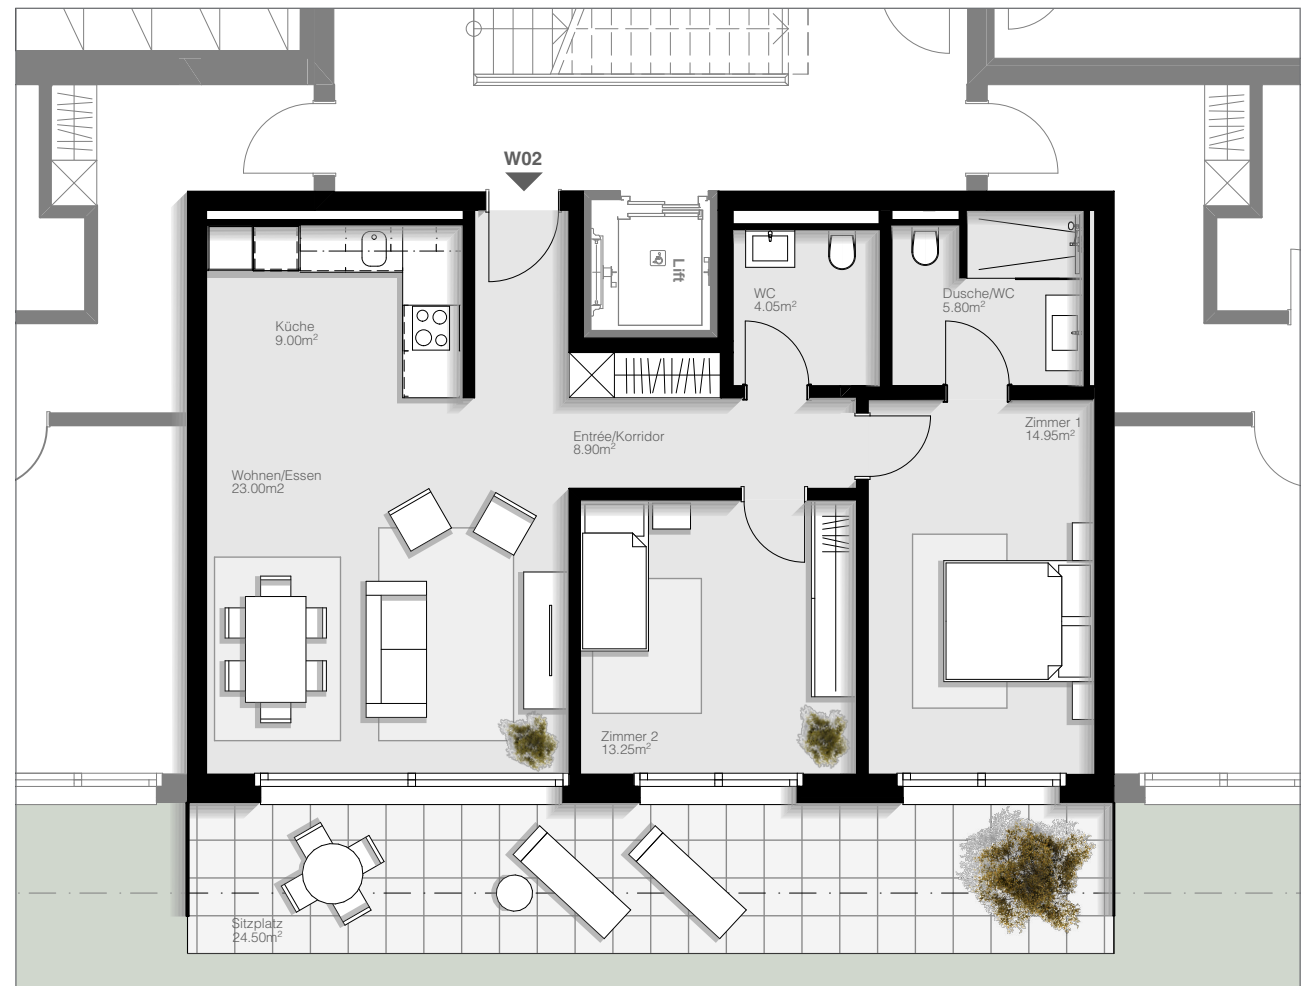 W02
Lift
WC
4.05m²
Dusche/WC
5.80m²
Küche
9.00m²
Zimmer 1
14.95m²
Entrée/Korridor
8.90m²
Wohnen/Essen
23.00m2
Zimmer 2
13.25m²
Sitzplatz
24.50m²